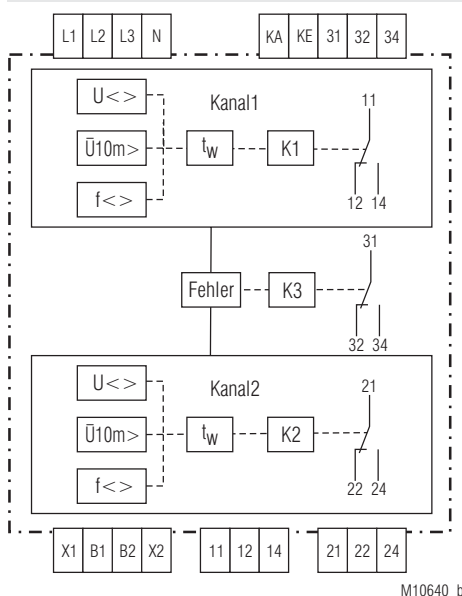 L1 L2 L3 N KA KE 31 32 34
U<> Kanal1 11
Ū10m> tW K1
f<> 12 14
31
Fehler K3
32 34
U<> Kanal2 21
Ū10m> tW K2
f<> 22 24
X1 B1 B2 X2 11 12 14 21 22 24
M10640_b